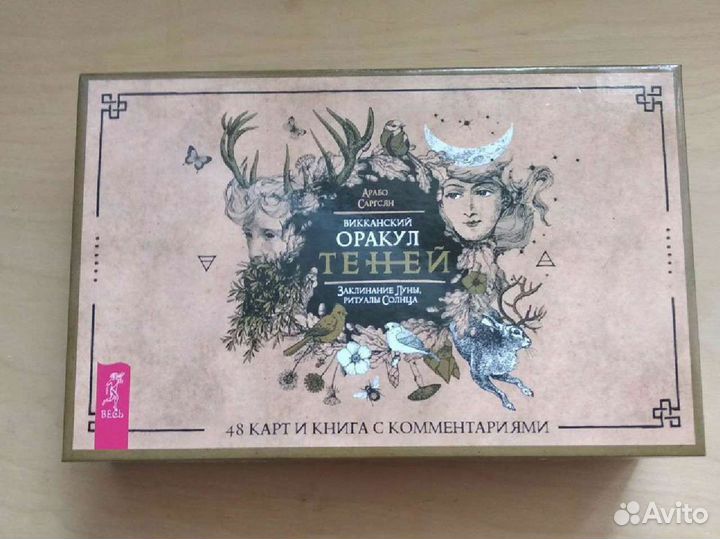 Арабо
Саргсян
ВИККАНСКИЙ
ОРАКУЛ
ТЕНЕЙ
Заклинание Луны,
ритуалы Солнца
ВЕСЬ
48 КАРТ И КНИГА С КОММЕНТАРИЯМИ
Avito